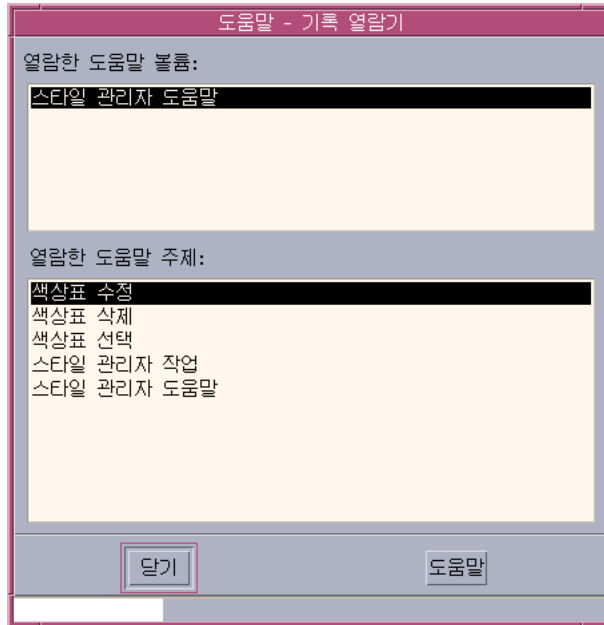 도움말 - 기록 열람기
열람한 도움말 볼륨:
스타일 관리자 도움말
열람한 도움말 주제:
색상표 수정
색상표 삭제
색상표 선택
스타일 관리자 작업
스타일 관리자 도움말
닫기 도움말